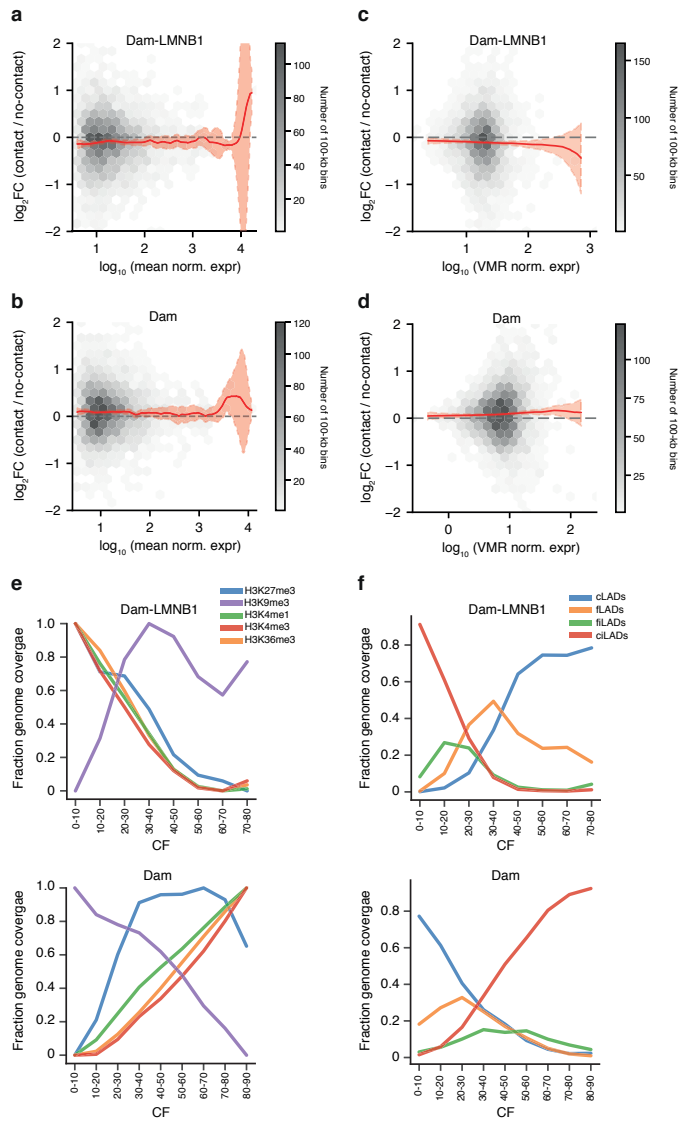 a
Dam-LMNB1
2
1
0
−1
−2
log2FC (contact / no-contact)
1
2
3
4
log10 (mean norm. expr)
100
80
60
40
20
Number of 100-kb bins
c
Dam-LMNB1
2
1
0
−1
−2
log2FC (contact / no-contact)
1
2
3
log10 (VMR norm. expr)
150
100
50
Number of 100-kb bins
b
Dam
2
1
0
−1
−2
log2FC (contact / no-contact)
1
2
3
4
log10 (mean norm. expr)
120
100
80
60
40
20
Number of 100-kb bins
d
Dam
2
1
0
−1
−2
log2FC (contact / no-contact)
0
1
2
log10 (VMR norm. expr)
100
75
50
25
Number of 100-kb bins
e
H3K27me3
H3K9me3
H3K4me1
H3K4me3
H3K36me3
Dam-LMNB1
1.0
0.8
0.6
0.4
0.2
0
Fraction genome covergae
0-10
10-20
20-30
30-40
40-50
50-60
60-70
70-80
CF
Dam
1.0
0.8
0.6
0.4
0.2
0
Fraction genome covergae
0-10
10-20
20-30
30-40
40-50
50-60
60-70
70-80
80-90
CF
f
cLADs
fLADs
fiLADs
ciLADs
Dam-LMNB1
0.8
0.6
0.4
0.2
0
Fraction genome covergae
0-10
10-20
20-30
30-40
40-50
50-60
60-70
70-80
CF
Dam
0.8
0.6
0.4
0.2
0
Fraction genome covergae
0-10
10-20
20-30
30-40
40-50
50-60
60-70
70-80
80-90
CF